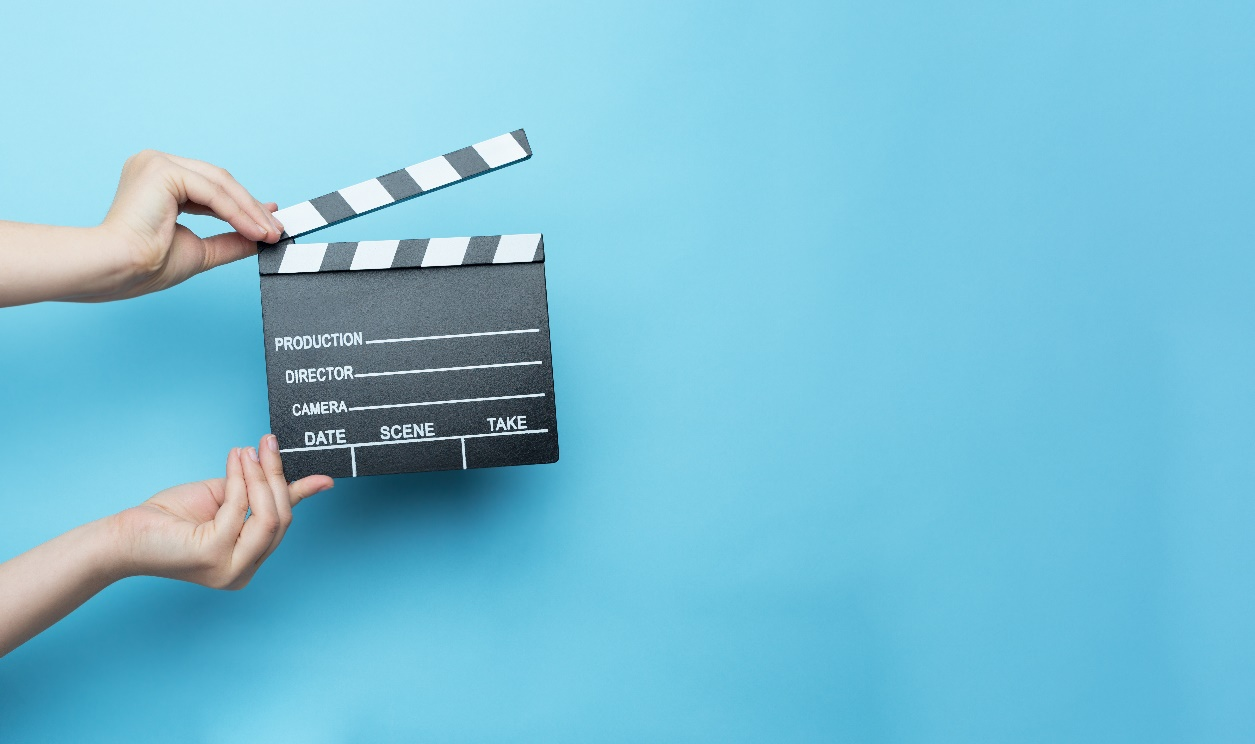 PRODUCTION
DIRECTOR
CAMERA
DATE SCENE TAKE